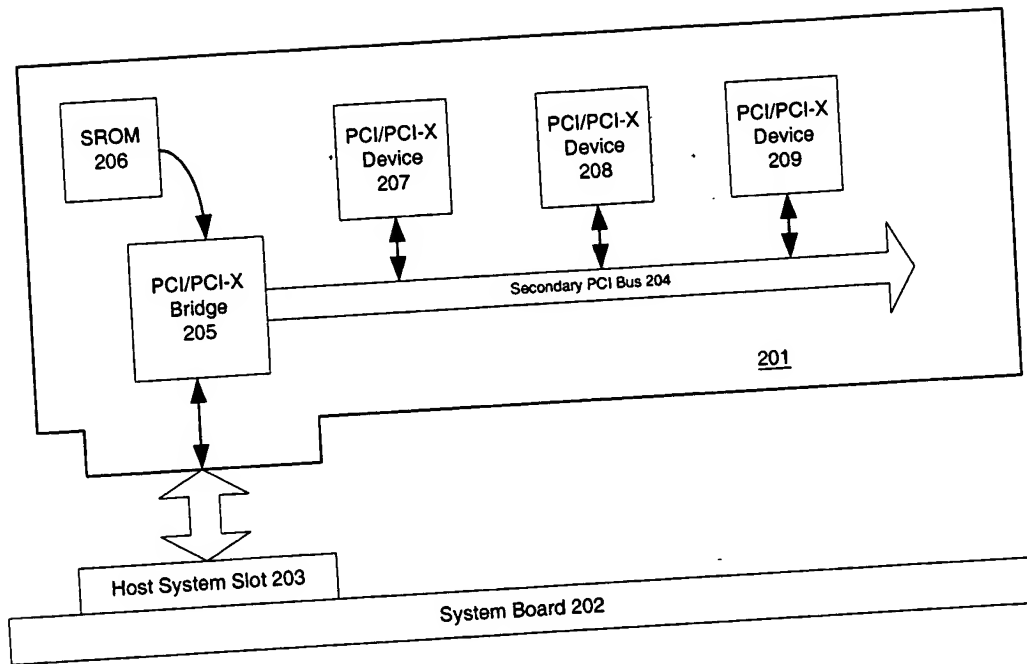 SROM
206
PCI/PCI-X
Device
207
PCI/PCI-X
Device
208
PCI/PCI-X
Device
209
PCI/PCI-X
Bridge
205
Secondary PCI Bus 204
201
Host System Slot 203
System Board 202